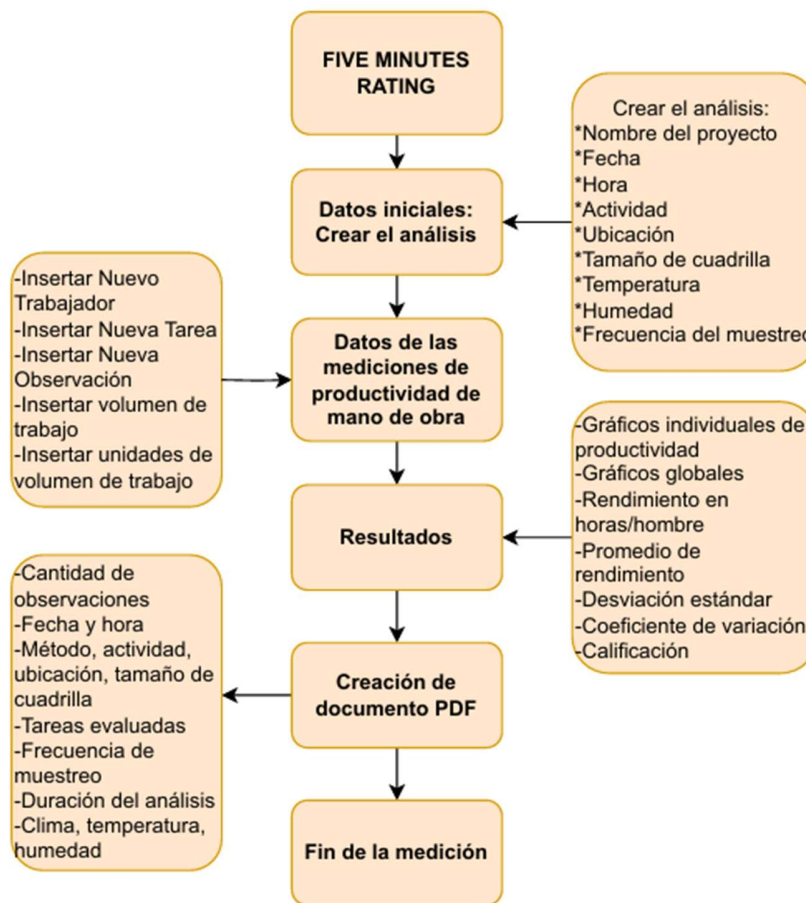 FIVE MINUTES
RATING
Crear el análisis:
*Nombre del proyecto
*Fecha
*Hora
*Actividad
*Ubicación
*Tamaño de cuadrilla
*Temperatura
*Humedad
*Frecuencia del muestreo
Datos iniciales:
Crear el análisis
-Insertar Nuevo
Trabajador
-Insertar Nueva Tarea
-Insertar Nueva
Observación
-Insertar volumen de
trabajo
-Insertar unidades de
volumen de trabajo
Datos de las
mediciones de
productividad de
mano de obra
-Gráficos individuales de
productividad
-Gráficos globales
-Rendimiento en
horas/hombre
-Promedio de
rendimiento
-Desviación estándar
-Coeficiente de variación
-Calificación
Resultados
-Cantidad de
observaciones
-Fecha y hora
-Método, actividad,
ubicación, tamaño de
cuadrilla
-Tareas evaluadas
-Frecuencia de
muestreo
-Duración del análisis
-Clima, temperatura,
humedad
Creación de
documento PDF
Fin de la medición